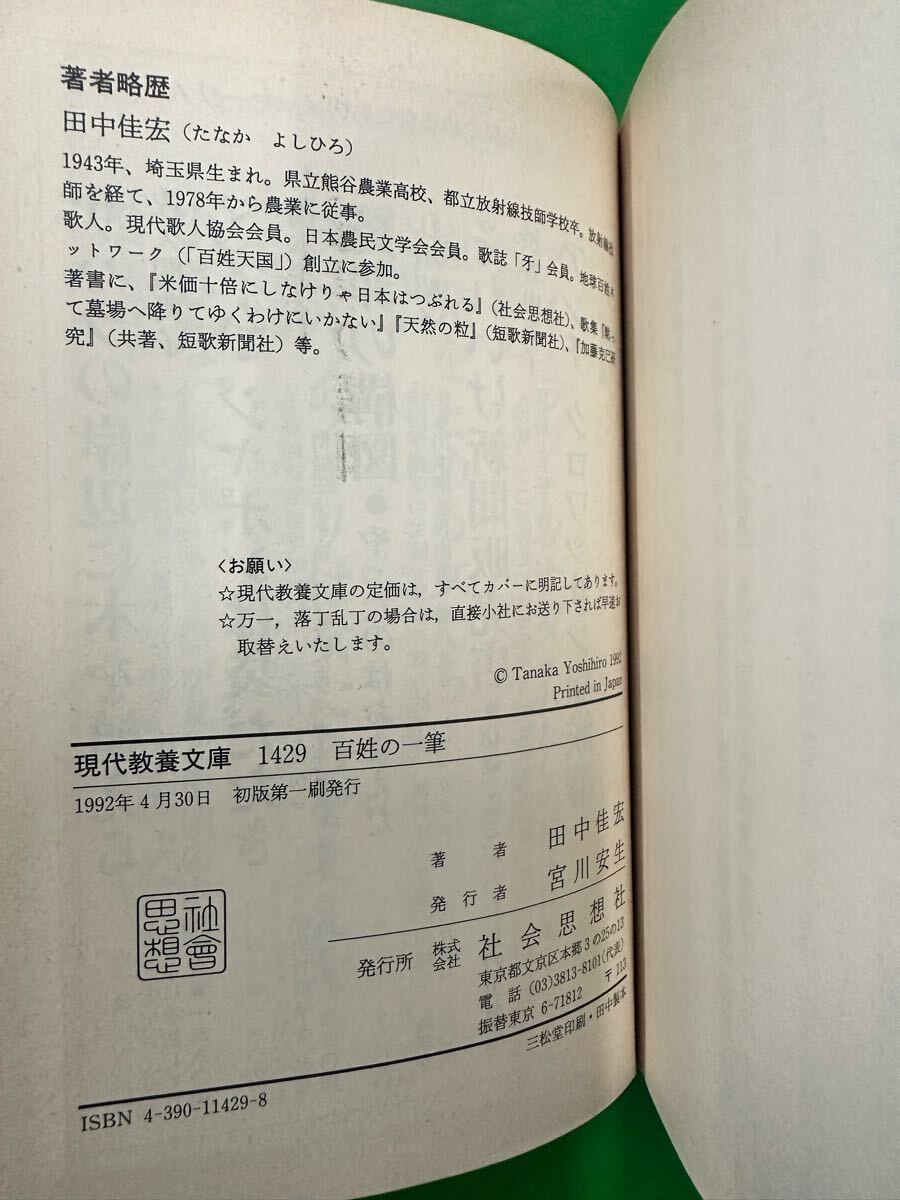 著者略歴
田中佳宏（たなか　よしひろ）
1943年、埼玉県生まれ。県立熊谷農業高校、都立放射線技師学校卒。放射線技
師を経て、1978年から農業に従事。
歌人。現代歌人協会会員。日本農民文学会会員。歌誌「牙」会員。地球百姓ネ
ットワーク（「百姓天国」）創立に参加。
著書に、『米価十倍にしなけりゃ日本はつぶれる』（社会思想社）、歌集『黙っ
て墓場へ降りてゆくわけにいかない』『天然の粒』（短歌新聞社）、『加藤克巳研
究』（共著、短歌新聞社）等。
〈お願い〉
☆現代教養文庫の定価は，すべてカバーに明記してあります。
☆万一，落丁乱丁の場合は，直接小社にお送り下されば早速お
取替えいたします。
© Tanaka Yoshihiro 1992
Printed in Japan
現代教養文庫　1429　百姓の一筆
1992年4月30日　初版第一刷発行
著者　田中佳宏
発行者　宮川安生
発行所　株式会社　社会思想社
東京都文京区本郷3の25の13
電話　(03)3813-8101(代表)
振替東京　6-71812　〒113
三松堂印刷・田中製本
社會思想
ISBN　4-390-11429-8